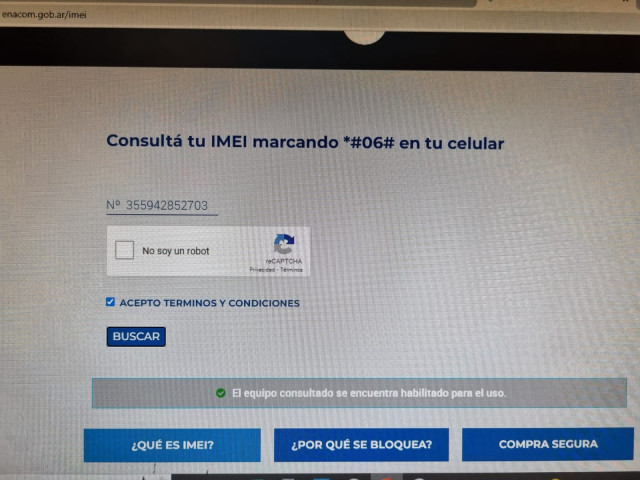 enacom.gob.ar/imei
Consultá tu IMEI marcando *#06# en tu celular
Nº 355942852703
No soy un robot
reCAPTCHA
Privacidad - Términos
ACEPTO TERMINOS Y CONDICIONES
BUSCAR
El equipo consultado se encuentra habilitado para el uso.
¿QUÉ ES IMEI?
¿POR QUÉ SE BLOQUEA?
COMPRA SEGURA